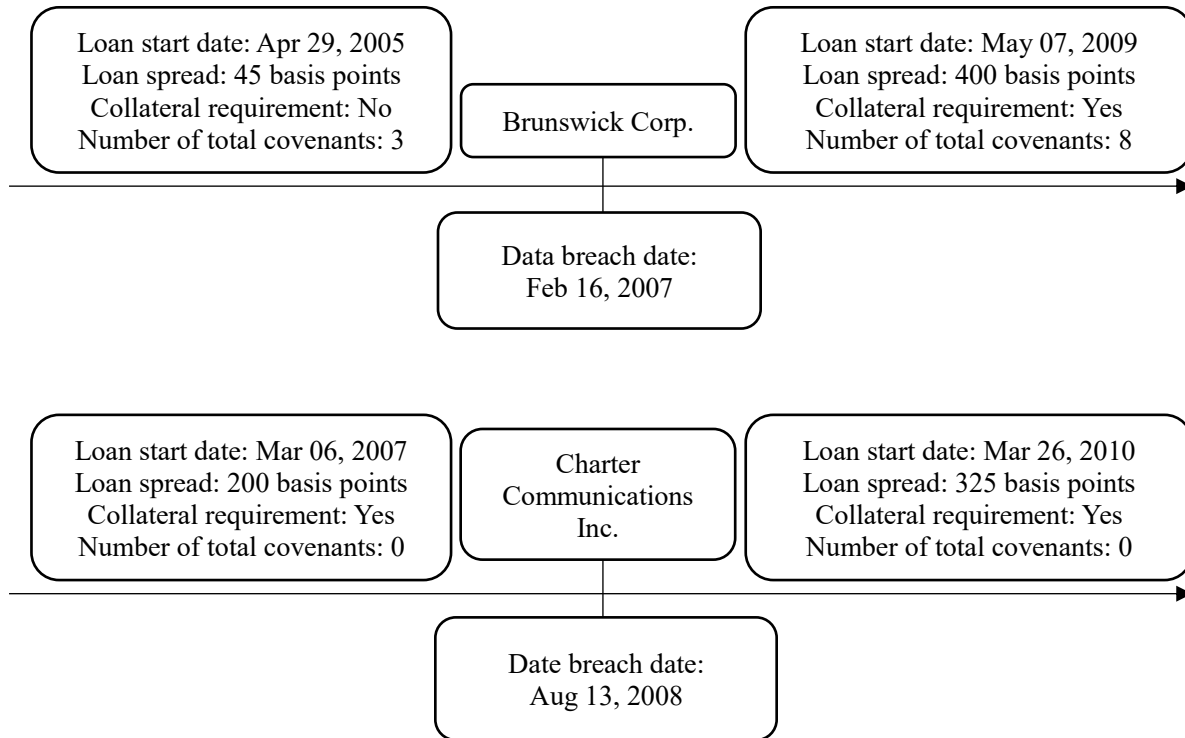 Loan start date: Apr 29, 2005
Loan spread: 45 basis points
Collateral requirement: No
Number of total covenants: 3
Brunswick Corp.
Loan start date: May 07, 2009
Loan spread: 400 basis points
Collateral requirement: Yes
Number of total covenants: 8
Data breach date:
Feb 16, 2007
Loan start date: Mar 06, 2007
Loan spread: 200 basis points
Collateral requirement: Yes
Number of total covenants: 0
Charter
Communications
Inc.
Loan start date: Mar 26, 2010
Loan spread: 325 basis points
Collateral requirement: Yes
Number of total covenants: 0
Date breach date:
Aug 13, 2008